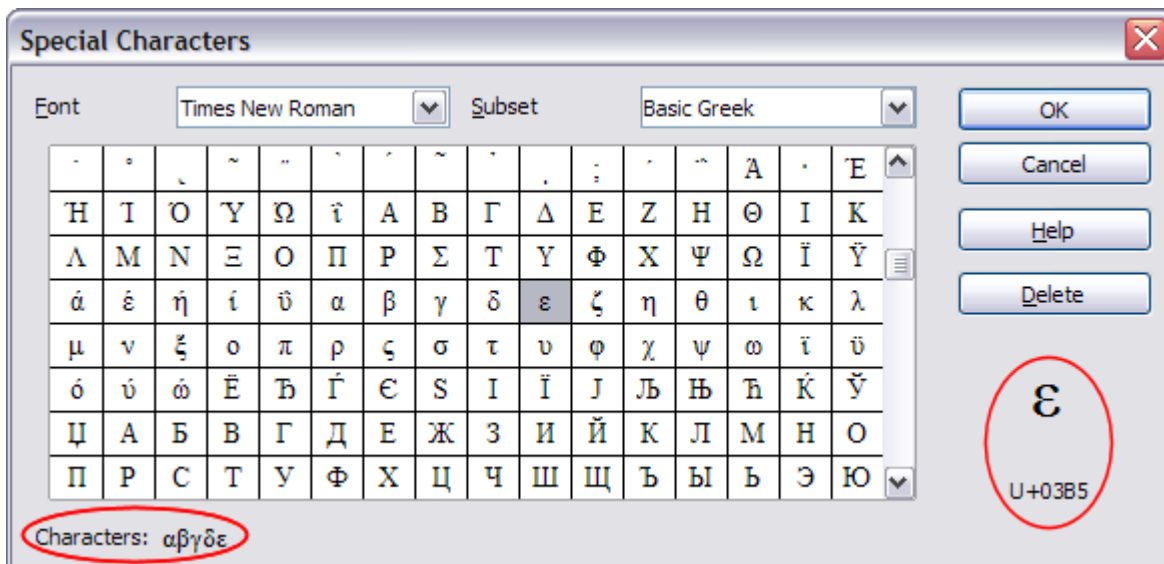 Special Characters
Font Times New Roman Subset Basic Greek OK
Cancel
Help
Delete
Ά · Έ
Ή Ί Ό Ύ Ώ ΐ Α Β Γ Δ Ε Ζ Η Θ Ι Κ
Λ Μ Ν Ξ Ο Π Ρ Σ Τ Υ Φ Χ Ψ Ω Ϊ Ϋ
ά έ ή ί ΰ α β γ δ ε ζ η θ ι κ λ
μ ν ξ ο π ρ ς σ τ υ φ χ ψ ω ϊ ϋ
ό ύ ώ Ё Ђ Ѓ Є Ѕ І Ї Ј Љ Њ Ћ Ќ Ў
Џ А Б В Г Д Е Ж З И Й К Л М Н О
П Р С Т У Ф Х Ц Ч Ш Щ Ъ Ы Ь Э Ю
ε
U+03B5
Characters: αβγδε